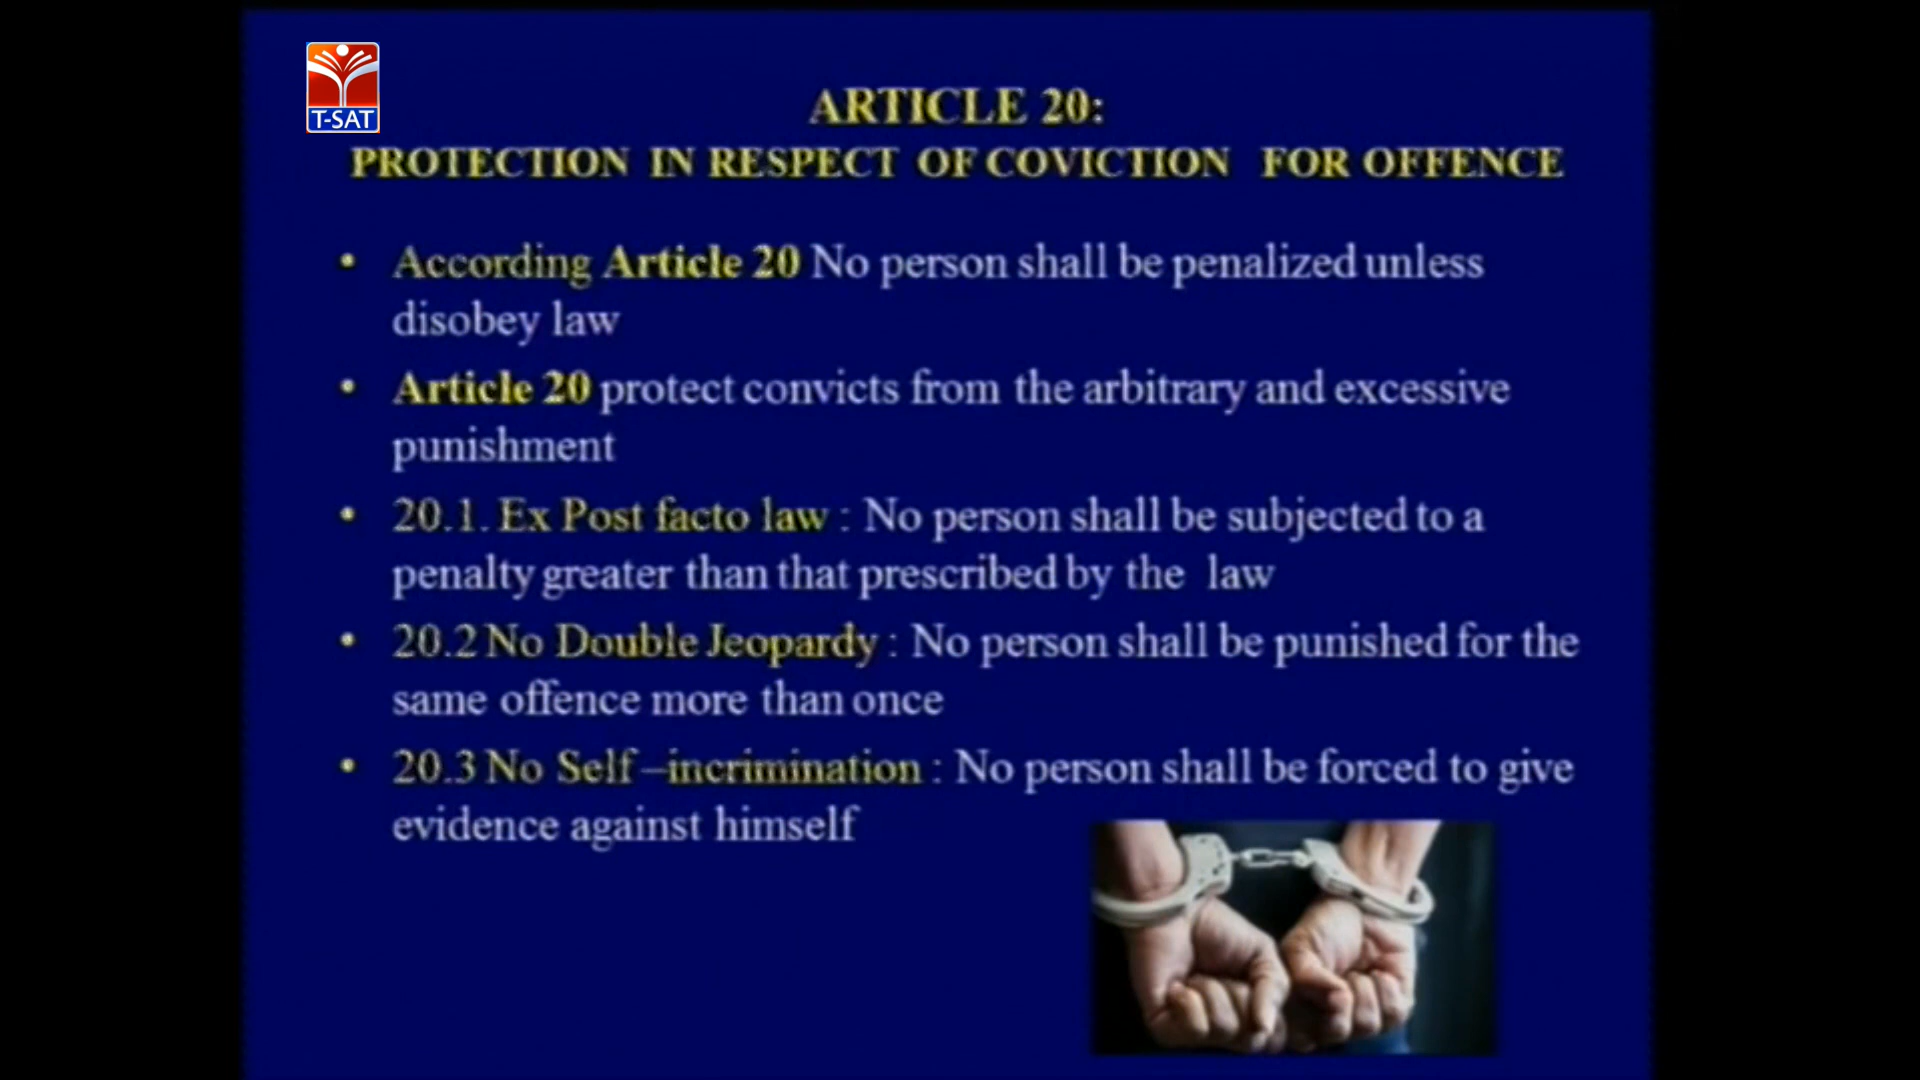 T-SAT
ARTICLE 20:
PROTECTION IN RESPECT OF COVICTION FOR OFFENCE
• According Article 20 No person shall be penalized unless
disobey law
• Article 20 protect convicts from the arbitrary and excessive
punishment
• 20.1. Ex Post facto law : No person shall be subjected to a
penalty greater than that prescribed by the law
• 20.2 No Double Jeopardy : No person shall be punished for the
same offence more than once
• 20.3 No Self –incrimination : No person shall be forced to give
evidence against himself